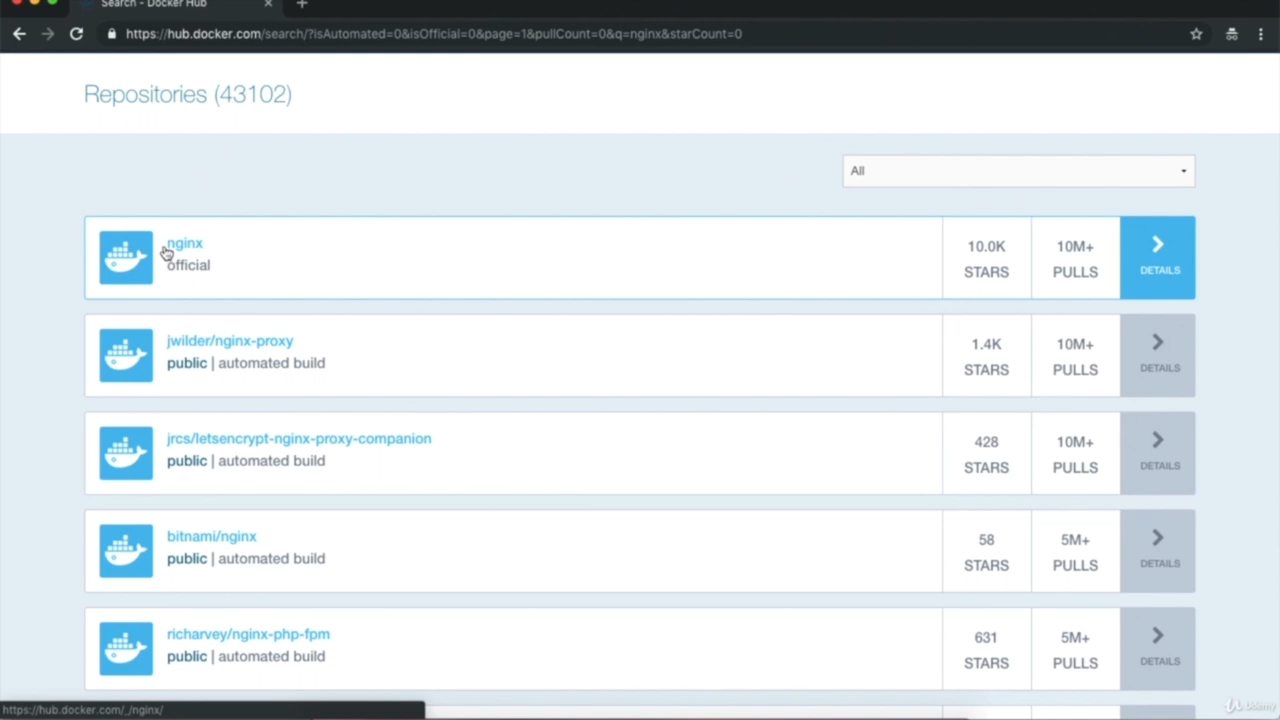 Search - Docker Hub
https://hub.docker.com/search/?isAutomated=0&isOfficial=0&page=1&pullCount=0&q=nginx&starCount=0
Repositories (43102)
All
nginx
official
10.0K
STARS
10M+
PULLS
DETAILS
jwilder/nginx-proxy
public | automated build
1.4K
STARS
10M+
PULLS
DETAILS
jrcs/letsencrypt-nginx-proxy-companion
public | automated build
428
STARS
10M+
PULLS
DETAILS
bitnami/nginx
public | automated build
58
STARS
5M+
PULLS
DETAILS
richarvey/nginx-php-fpm
public | automated build
631
STARS
5M+
PULLS
DETAILS
https://hub.docker.com/_/nginx/
Udemy